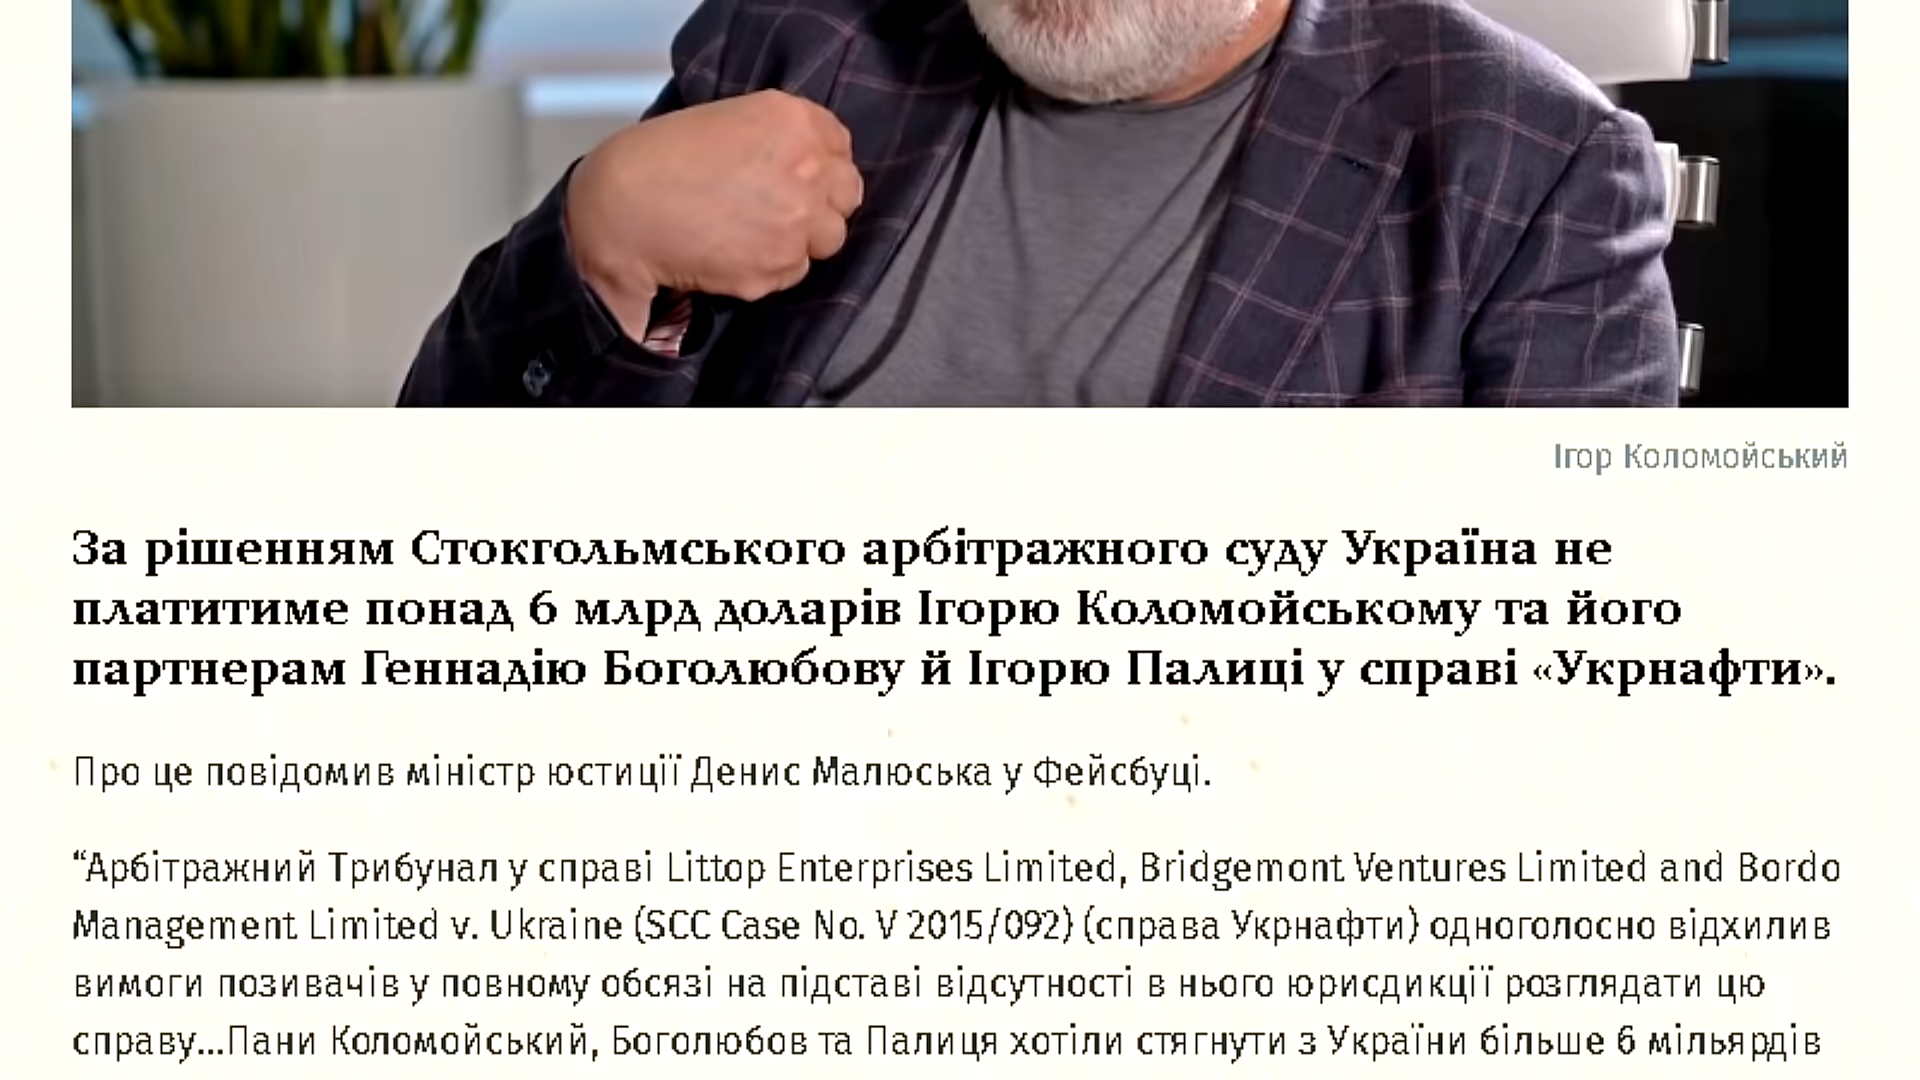 Ігор Коломойський
За рішенням Стокгольмського арбітражного суду Україна не
платитиме понад 6 млрд доларів Ігорю Коломойському та його
партнерам Геннадію Боголюбову й Ігорю Палиці у справі «Укрнафти».
Про це повідомив міністр юстиції Денис Малюська у Фейсбуці.
“Арбітражний Трибунал у справі Littop Enterprises Limited, Bridgemont Ventures Limited and Bordo
Management Limited v. Ukraine (SCC Case No. V 2015/092) (справа Укрнафти) одноголосно відхилив
вимоги позивачів у повному обсязі на підставі відсутності в нього юрисдикції розглядати цю
справу...Пани Коломойський, Боголюбов та Палиця хотіли стягнути з України більше 6 мільярдів